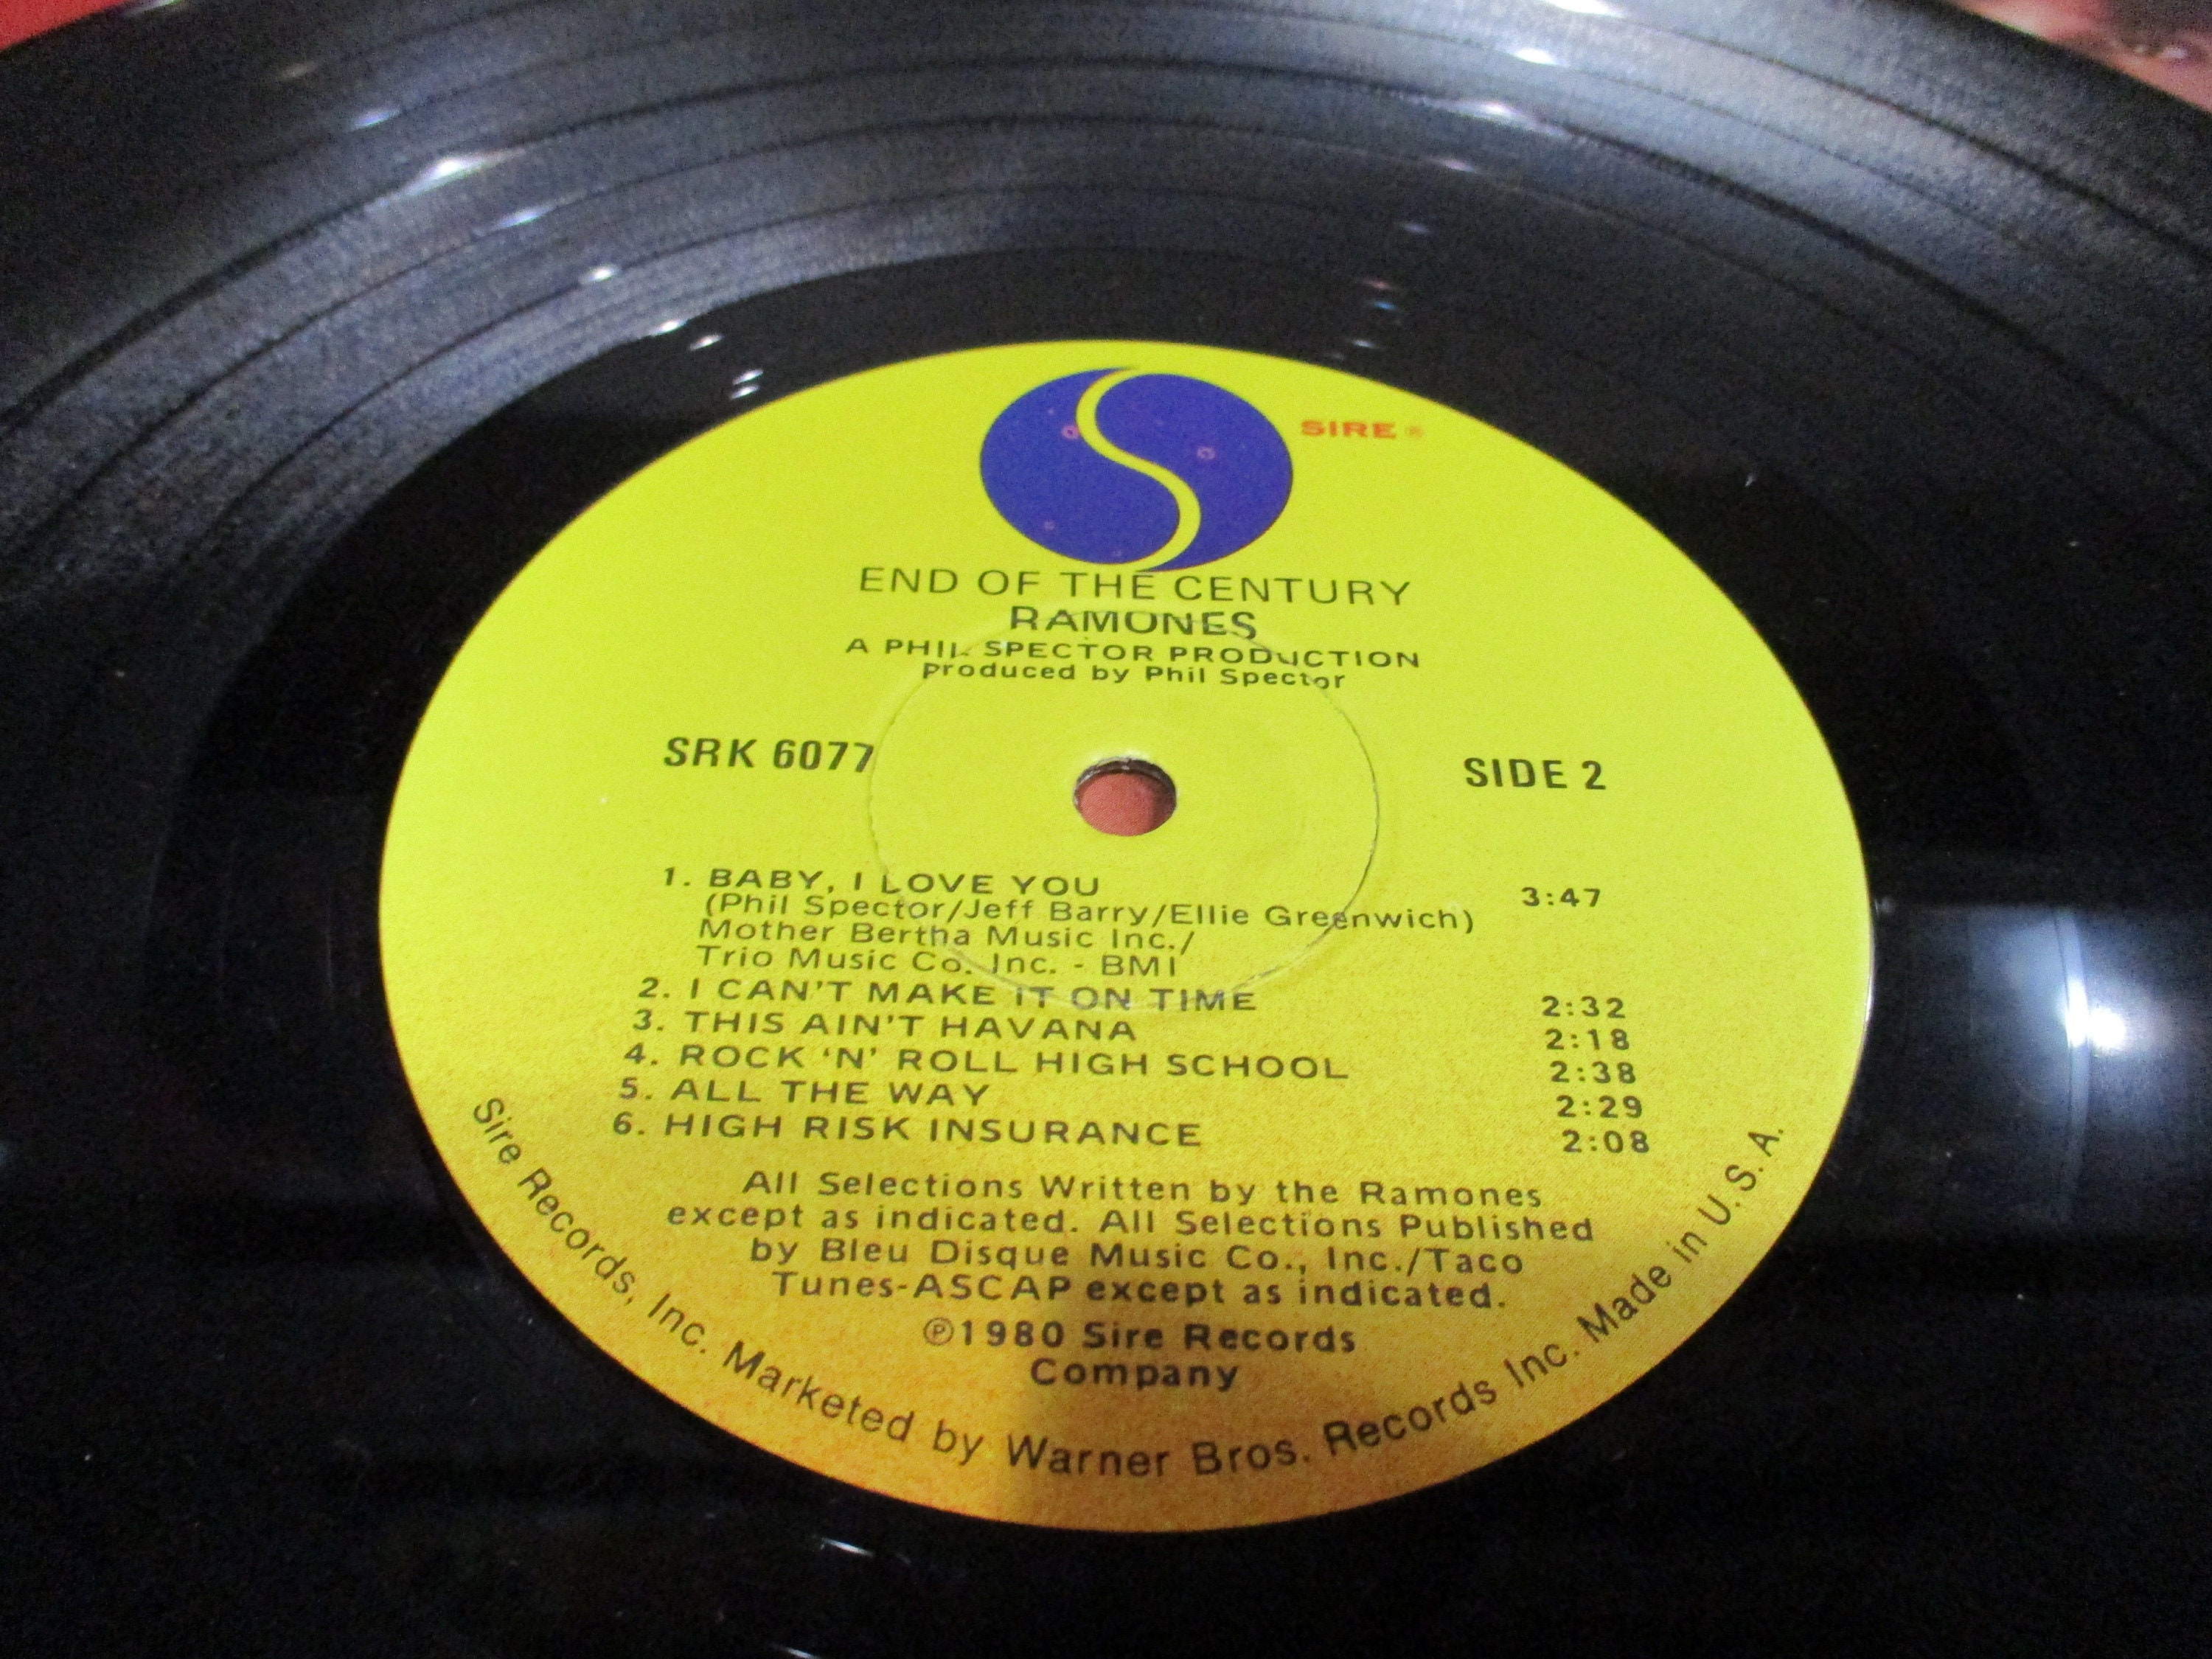 SIRE ®
END OF THE CENTURY
RAMONES
A PHIL SPECTOR PRODUCTION
Produced by Phil Spector
SRK 6077
SIDE 2
1. BABY, I LOVE YOU 3:47
(Phil Spector/Jeff Barry/Ellie Greenwich)
Mother Bertha Music Inc./
Trio Music Co. Inc. - BMI
2. I CAN'T MAKE IT ON TIME 2:32
3. THIS AIN'T HAVANA 2:18
4. ROCK 'N' ROLL HIGH SCHOOL 2:38
5. ALL THE WAY 2:29
6. HIGH RISK INSURANCE 2:08
All Selections Written by the Ramones
except as indicated. All Selections Published
by Bleu Disque Music Co., Inc./Taco
Tunes-ASCAP except as indicated.
℗1980 Sire Records
Company
Sire Records, Inc. Marketed by Warner Bros. Records Inc. Made in U.S.A.